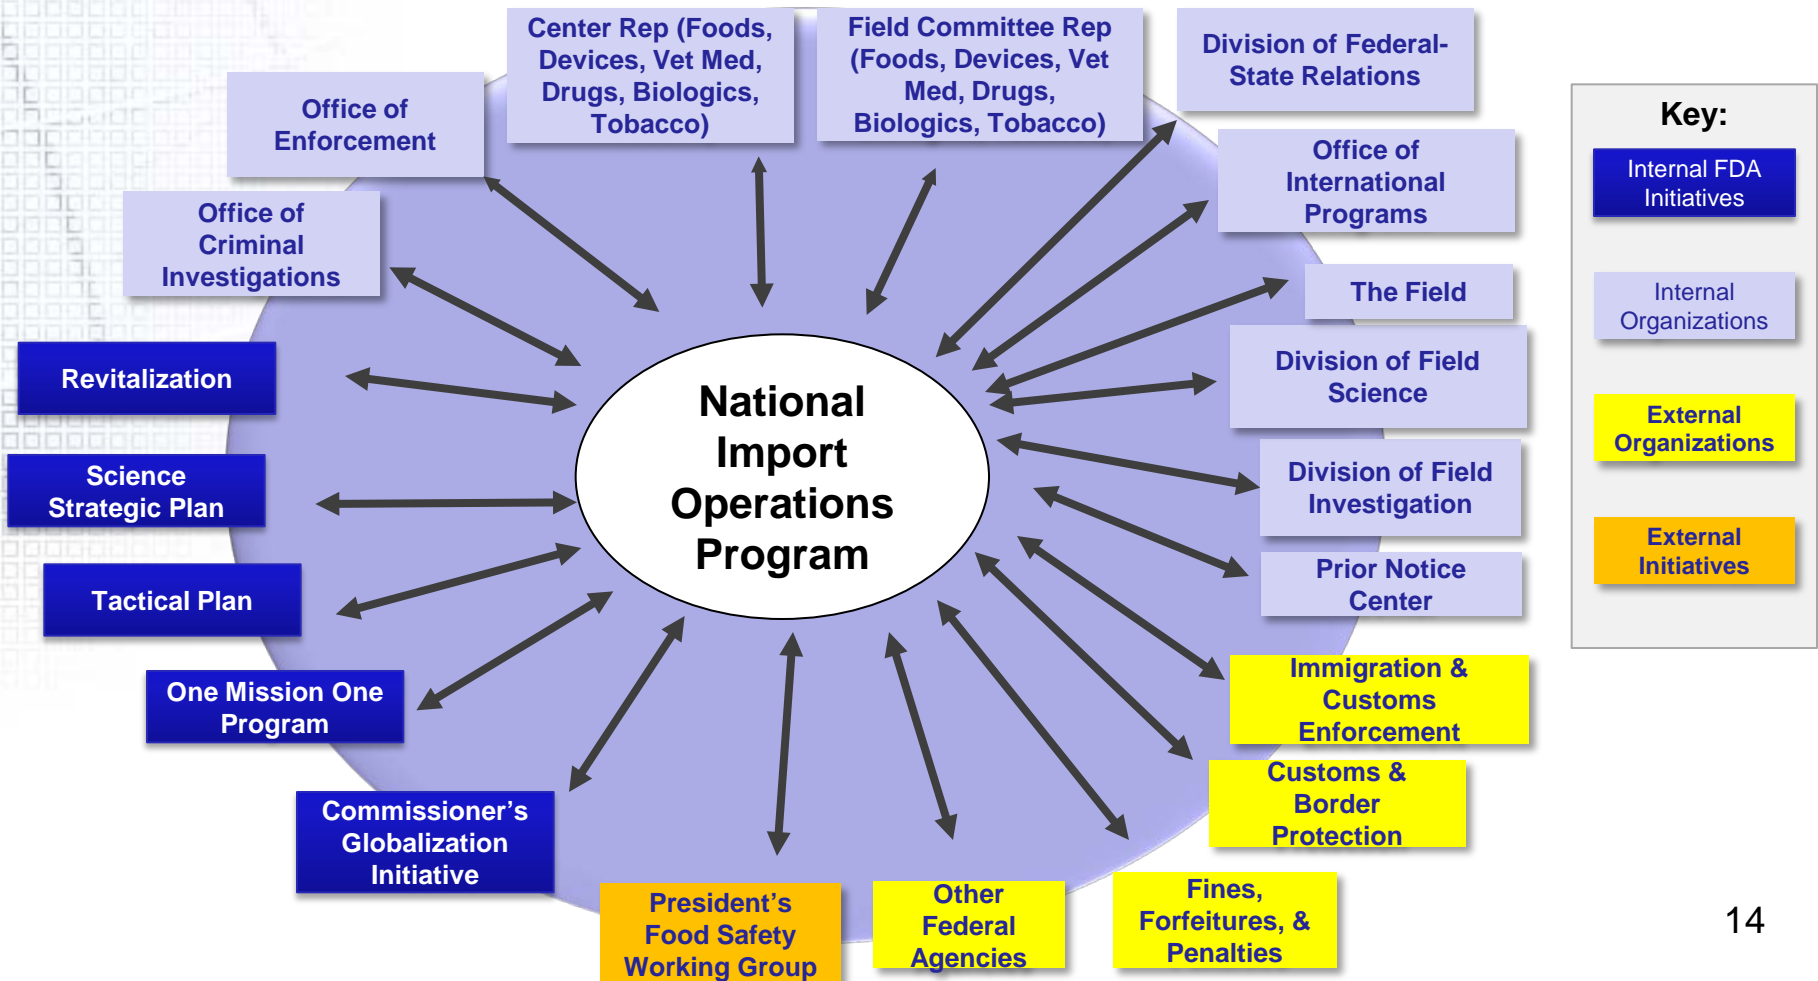 Center Rep (Foods,
Devices, Vet Med,
Drugs, Biologics,
Tobacco)
Field Committee Rep
(Foods, Devices, Vet
Med, Drugs,
Biologics, Tobacco)
Division of Federal-
State Relations
Office of
Enforcement
Office of
International
Programs
Office of
Criminal
Investigations
The Field
Revitalization
Division of Field
Science
Science
Strategic Plan
Division of Field
Investigation
National
Import
Operations
Program
Tactical Plan
Prior Notice
Center
One Mission One
Program
Immigration &
Customs
Enforcement
Commissioner’s
Globalization
Initiative
Customs &
Border
Protection
President’s
Food Safety
Working Group
Other
Federal
Agencies
Fines,
Forfeitures, &
Penalties
Key:
Internal FDA
Initiatives
Internal
Organizations
External
Organizations
External
Initiatives
14